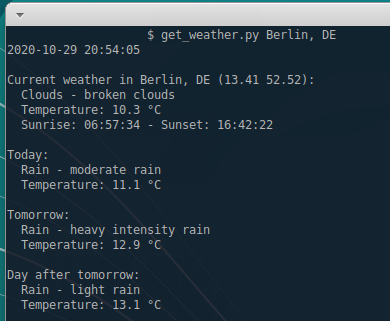 $ get_weather.py Berlin, DE
2020-10-29 20:54:05
Current weather in Berlin, DE (13.41 52.52):
Clouds - broken clouds
Temperature: 10.3 °C
Sunrise: 06:57:34 - Sunset: 16:42:22
Today:
Rain - moderate rain
Temperature: 11.1 °C
Tomorrow:
Rain - heavy intensity rain
Temperature: 12.9 °C
Day after tomorrow:
Rain - light rain
Temperature: 13.1 °C